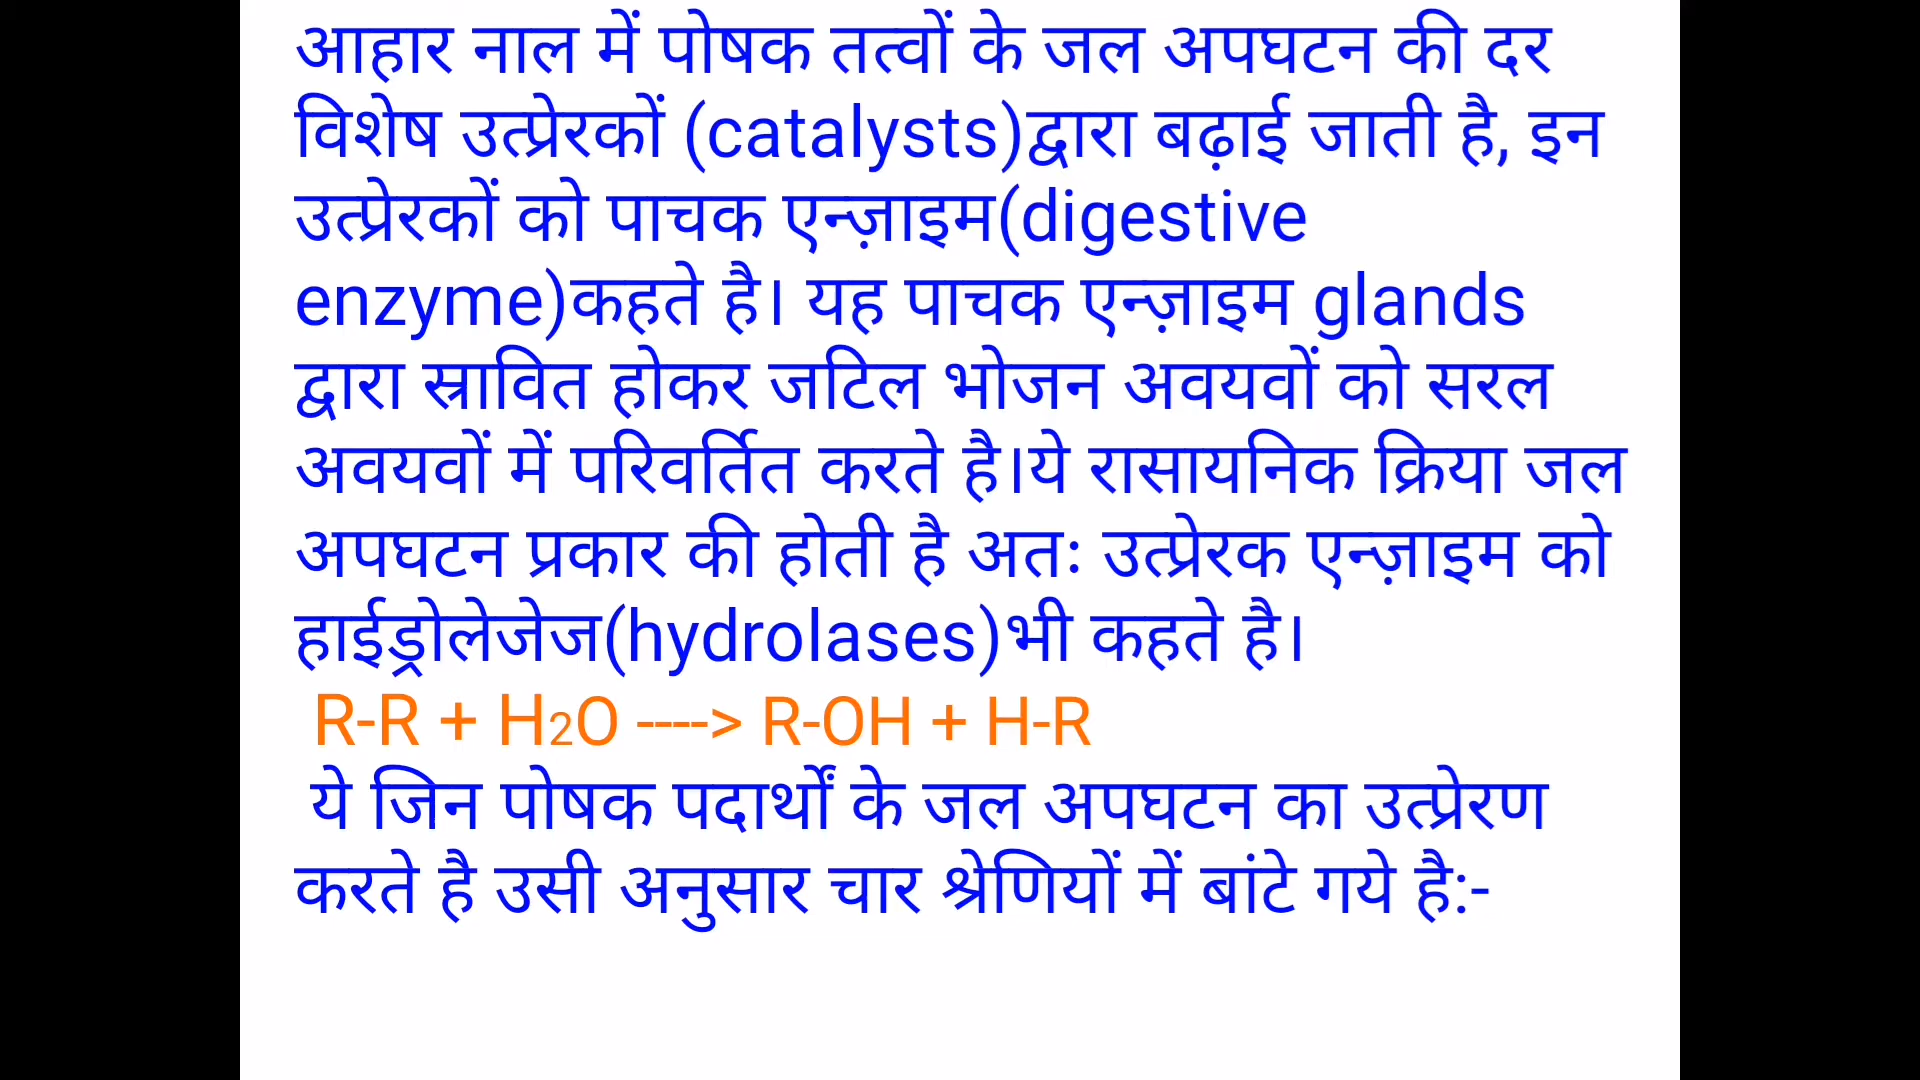 आहार नाल में पोषक तत्वों के जल अपघटन की दर
विशेष उत्प्रेरकों (catalysts)द्वारा बढ़ाई जाती है, इन
उत्प्रेरकों को पाचक एन्ज़ाइम(digestive
enzyme)कहते है। यह पाचक एन्ज़ाइम glands
द्वारा स्रावित होकर जटिल भोजन अवयवों को सरल
अवयवों में परिवर्तित करते है।ये रासायनिक क्रिया जल
अपघटन प्रकार की होती है अतः उत्प्रेरक एन्ज़ाइम को
हाईड्रोलेजेज(hydrolases)भी कहते है।
R-R + H₂O ----> R-OH + H-R
ये जिन पोषक पदार्थों के जल अपघटन का उत्प्रेरण
करते है उसी अनुसार चार श्रेणियों में बांटे गये है:-